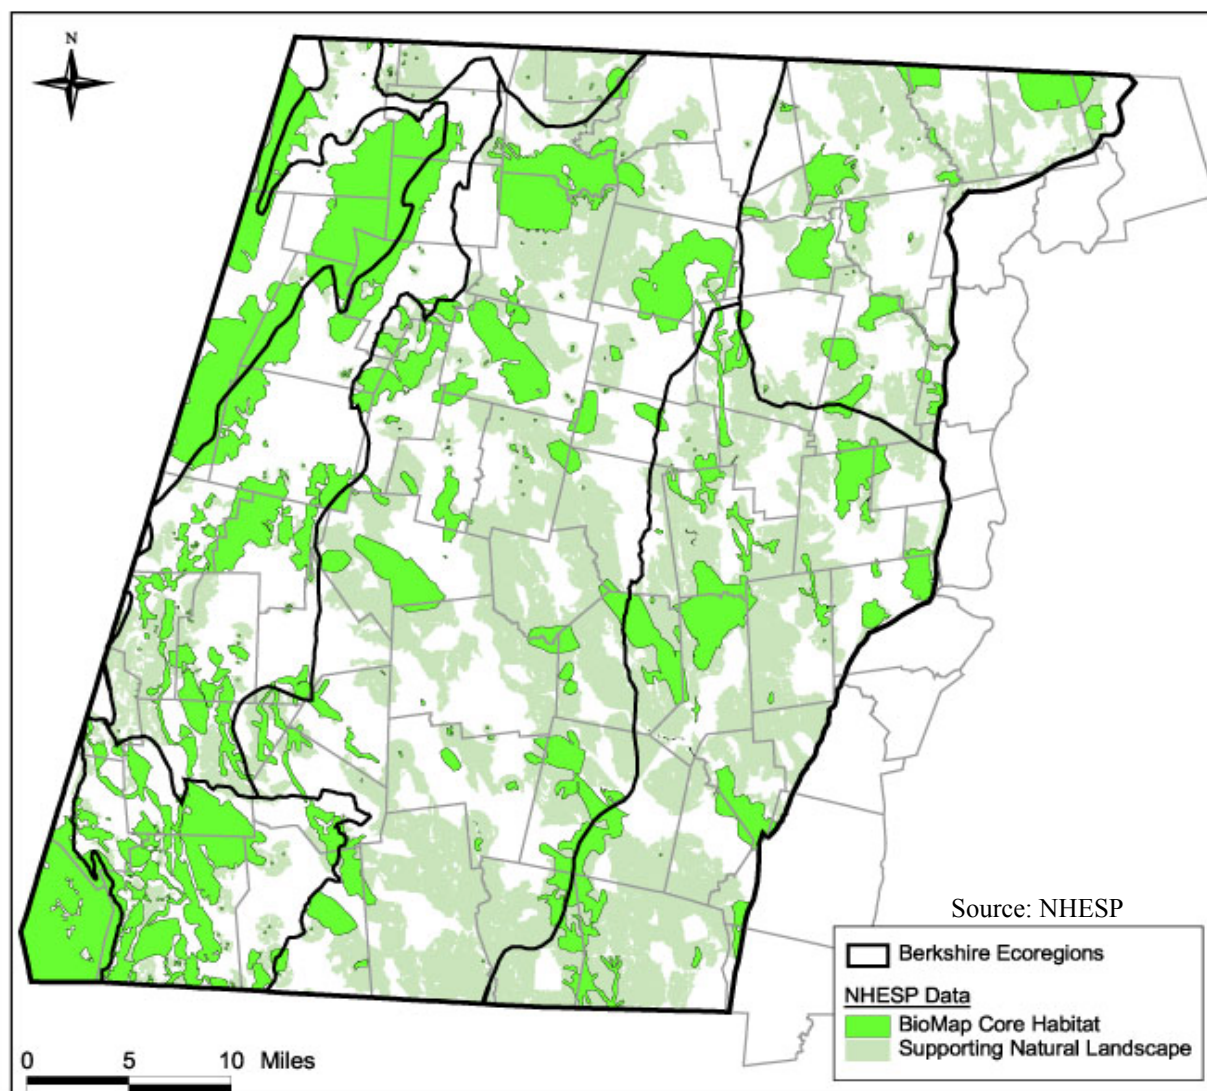 N
Source: NHESP
Berkshire Ecoregions
NHESP Data
BioMap Core Habitat
Supporting Natural Landscape
0 5 10 Miles